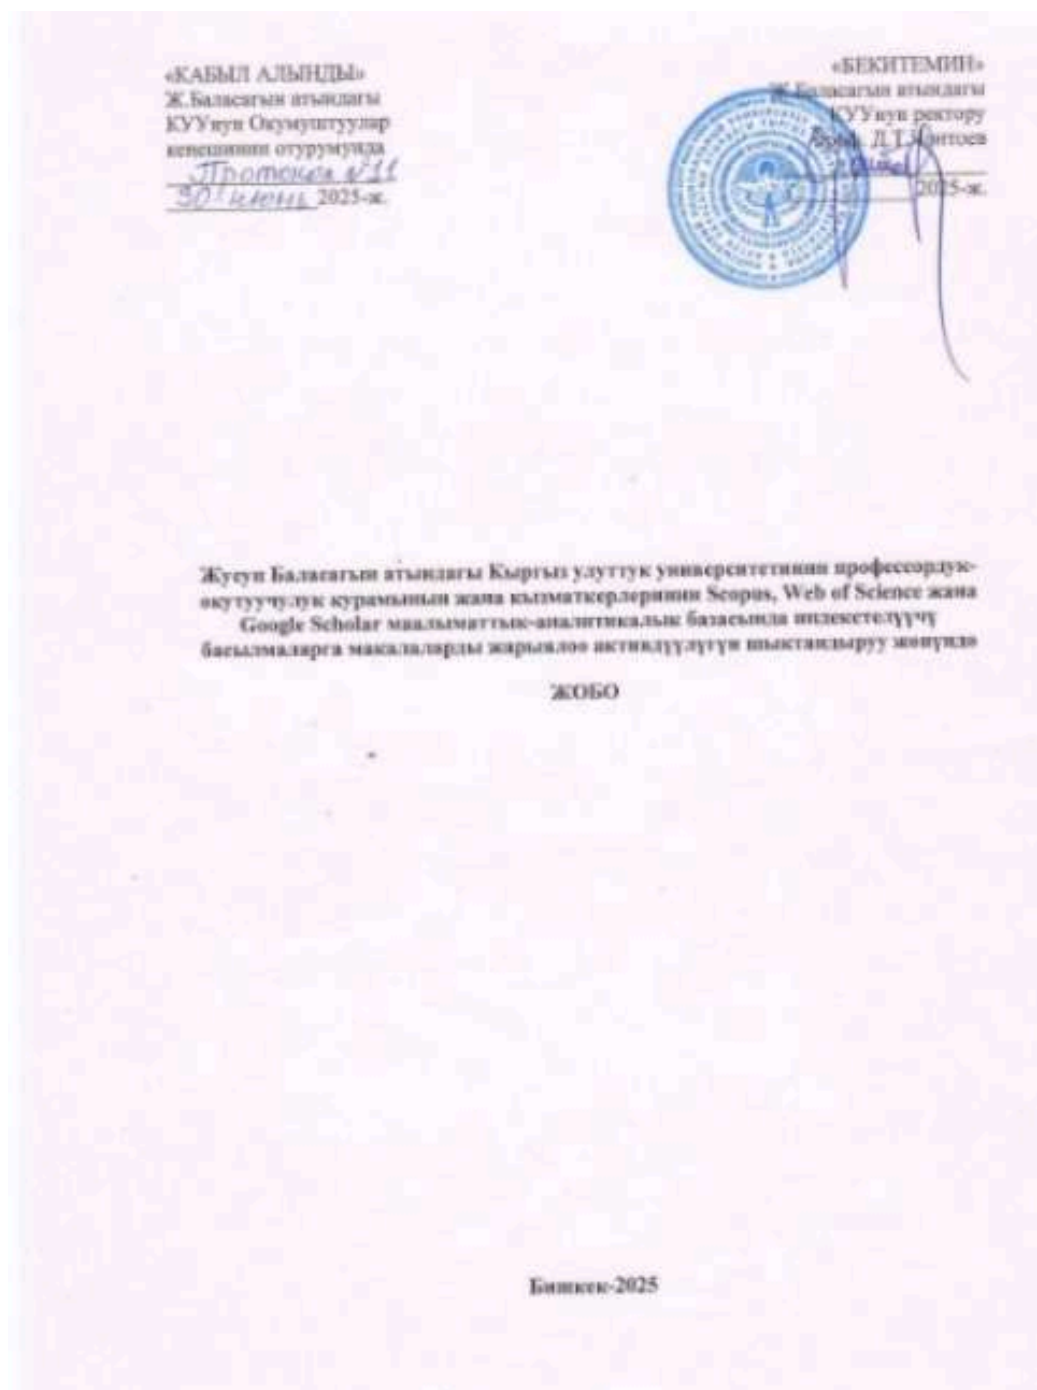 «КАБЫЛ АЛЫНДЫ»
Ж.Баласагын атындагы
КУУнун Окумуштуулар
кеңешинин отурумунда
Протокол №11
30 июнь 2025-ж.
«БЕКИТЕМИН»
Ж.Баласагын атындагы
КУУнун ректору
проф. Д.Т.
2025-ж.
Жусуп Баласагын атындагы Кыргыз улуттук университетинин профессордук-
окутуучулук курамынын жана кызматкерлеринин Scopus, Web of Science жана
Google Scholar маалыматтык-аналитикалык базасында индекстелүүчү
басылмаларга макалаларды жарыялоо активдүүлүгүн шыктандыруу жөнүндө
ЖОБО
Бишкек-2025